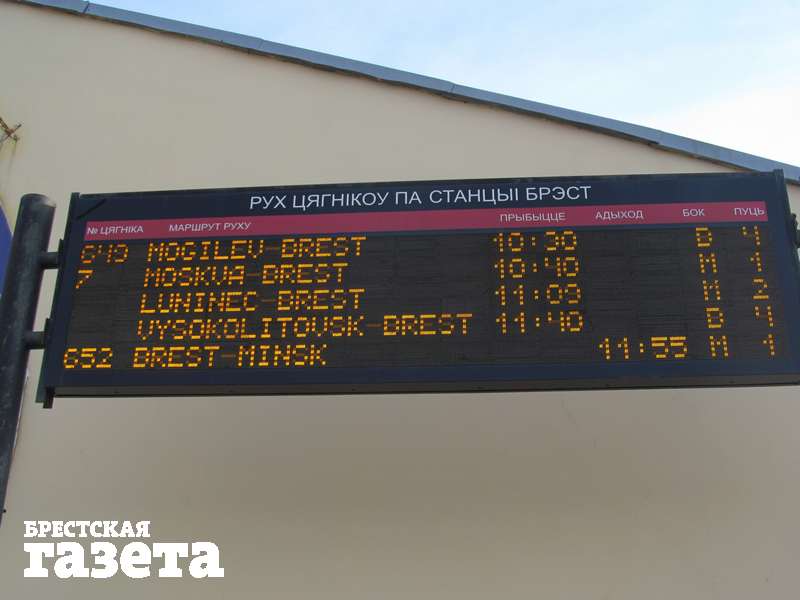 РУХ ЦЯГНІКОУ ПА СТАНЦЫІ БРЭСТ
№ ЦЯГНІКА МАРШРУТ РУХУ ПРЫБЫЦЦЕ АДЫХОД БОК ПУЦЬ
649 MOGILEV-BREST 10:30 B 4
7 MOSKVA-BREST 10:40 M 1
LUNINEC-BREST 11:09 M 2
VYSOKOLITOVSK-BREST 11:40 B 4
652 BREST-MINSK 11:55 M 1
БРЕСТСКАЯ
газета